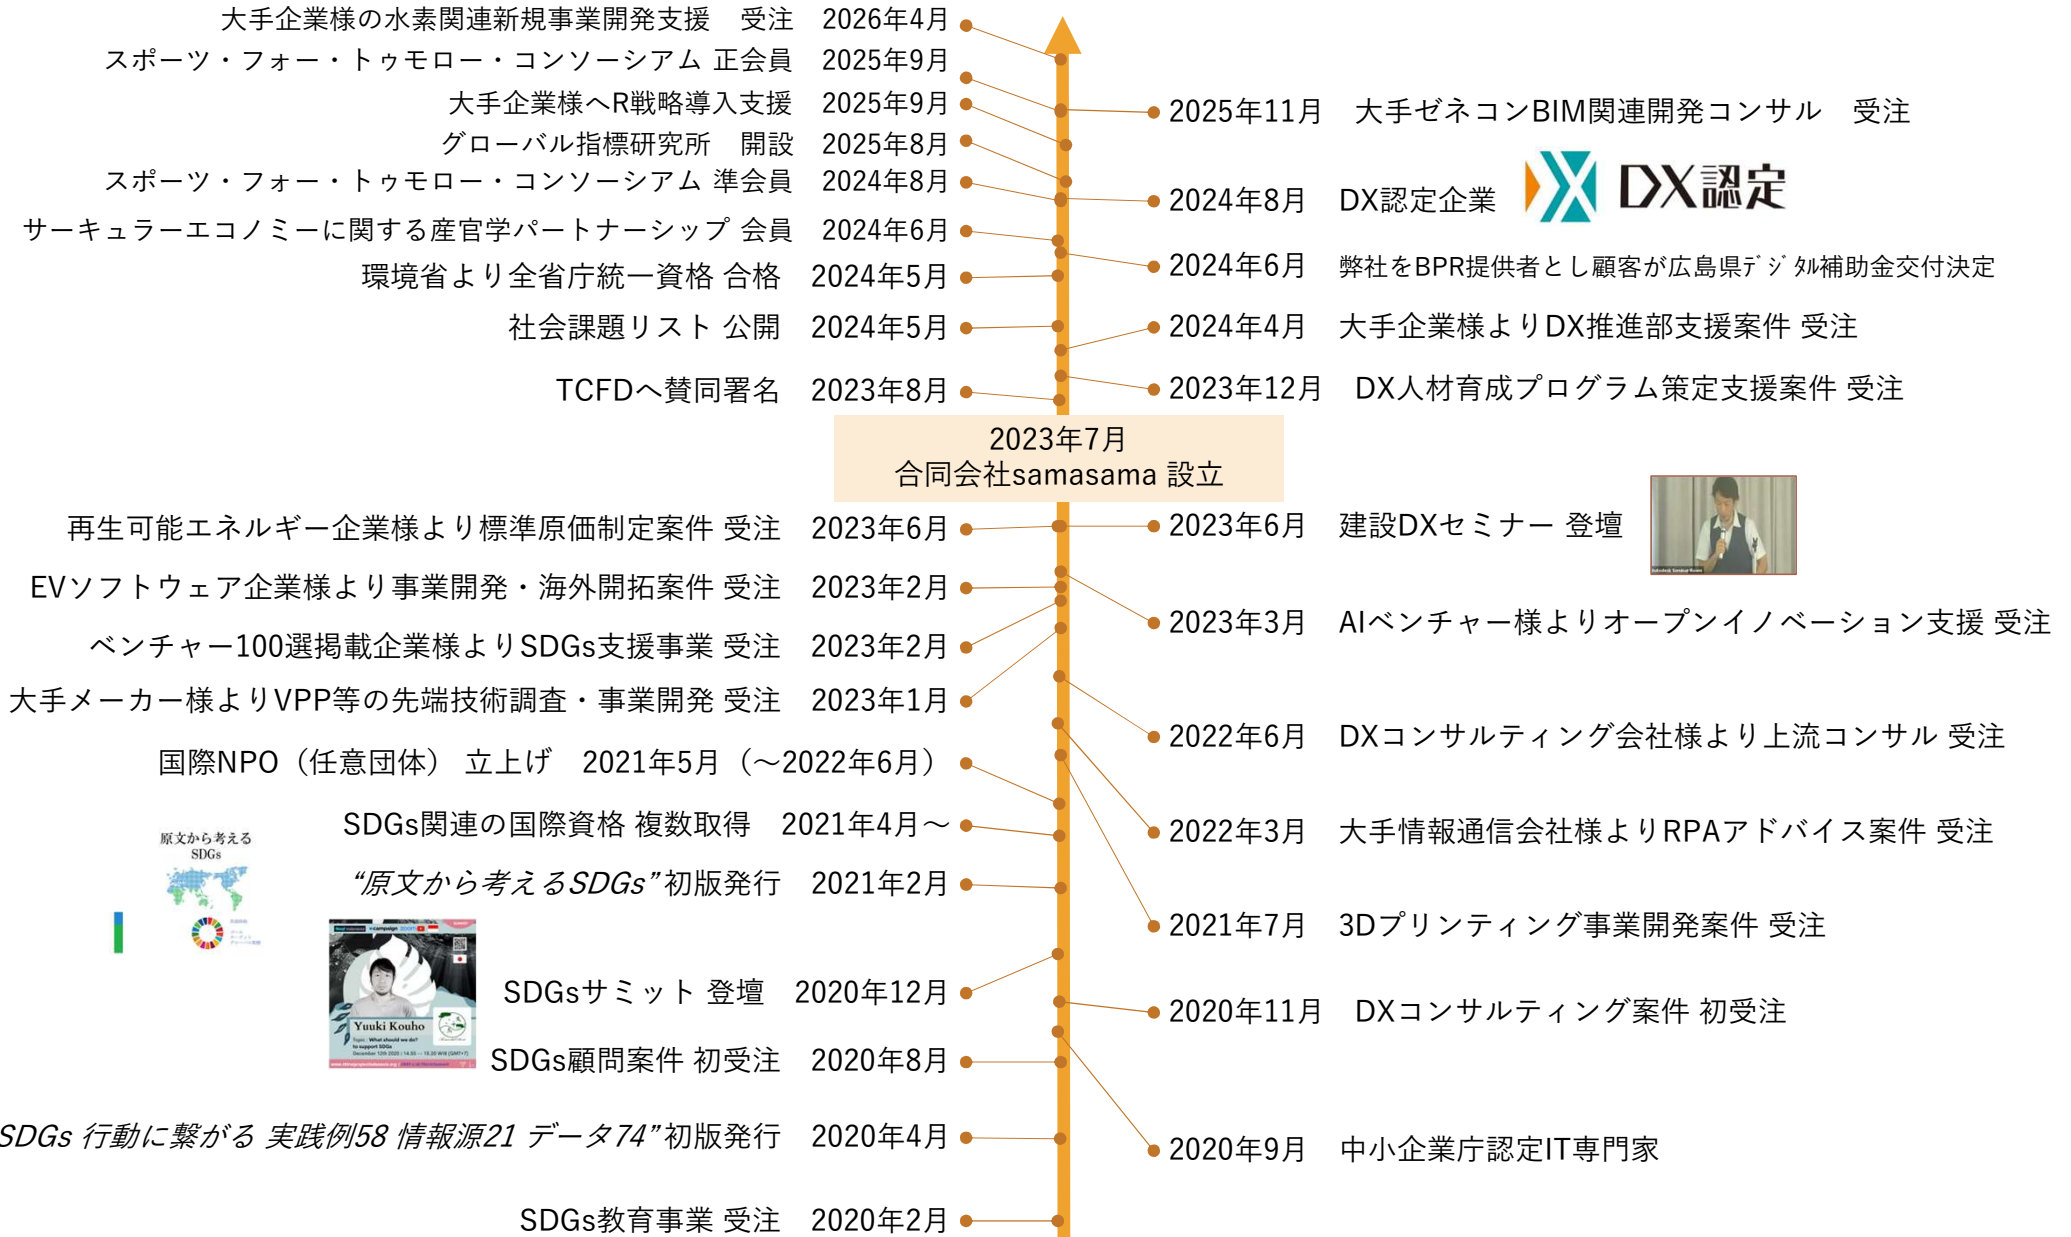 大手企業様の水素関連新規事業開発支援　受注　2026年4月
スポーツ・フォー・トゥモロー・コンソーシアム 正会員　2025年9月
大手企業様へR戦略導入支援　2025年9月
2025年11月　大手ゼネコンBIM関連開発コンサル　受注
グローバル指標研究所　開設　2025年8月
スポーツ・フォー・トゥモロー・コンソーシアム 準会員　2024年8月
2024年8月　DX認定企業
DX認定
サーキュラーエコノミーに関する産官学パートナーシップ 会員　2024年6月
2024年6月　弊社をBPR提供者とし顧客が広島県ﾃﾞｼﾞﾀﾙ補助金交付決定
環境省より全省庁統一資格 合格　2024年5月
社会課題リスト 公開　2024年5月
2024年4月　大手企業様よりDX推進部支援案件 受注
TCFDへ賛同署名　2023年8月
2023年12月　DX人材育成プログラム策定支援案件 受注
2023年7月
合同会社samasama 設立
再生可能エネルギー企業様より標準原価制定案件 受注　2023年6月
2023年6月　建設DXセミナー 登壇
EVソフトウェア企業様より事業開発・海外開拓案件 受注　2023年2月
2023年3月　AIベンチャー様よりオープンイノベーション支援 受注
ベンチャー100選掲載企業様よりSDGs支援事業 受注　2023年2月
大手メーカー様よりVPP等の先端技術調査・事業開発 受注　2023年1月
2022年6月　DXコンサルティング会社様より上流コンサル 受注
国際NPO（任意団体） 立上げ　2021年5月（～2022年6月）
SDGs関連の国際資格 複数取得　2021年4月～
2022年3月　大手情報通信会社様よりRPAアドバイス案件 受注
原文から考える
SDGs
“原文から考えるSDGs”初版発行　2021年2月
2021年7月　3Dプリンティング事業開発案件 受注
e-campaign zoom
Yuuki Kouho
Topic : What should we do?
to support SDGs
December 12th 2020 | 14.50 — 15.20 WIB (GMT+7)
SDGsサミット 登壇　2020年12月
2020年11月　DXコンサルティング案件 初受注
SDGs顧問案件 初受注　2020年8月
SDGs 行動に繋がる 実践例58 情報源21 データ74”初版発行　2020年4月
2020年9月　中小企業庁認定IT専門家
SDGs教育事業 受注　2020年2月